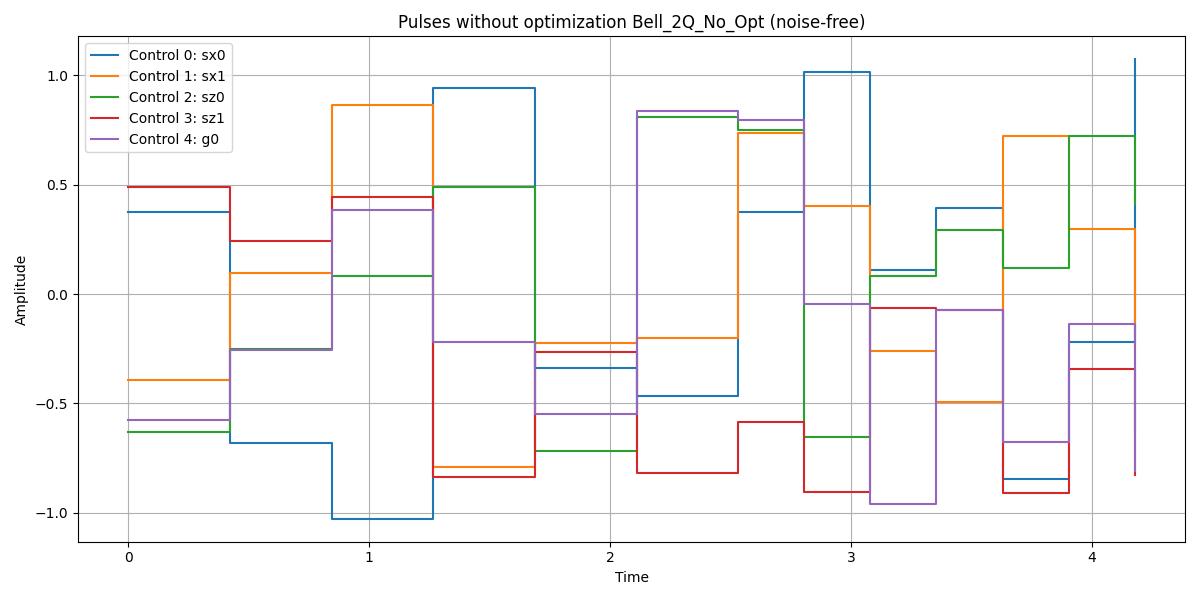 Pulses without optimization Bell_2Q_No_Opt (noise-free)
Control 0: sx0
Control 1: sx1
Control 2: sz0
Control 3: sz1
Control 4: g0
Amplitude
1.0
0.5
0.0
−0.5
−1.0
0 1 2 3 4
Time